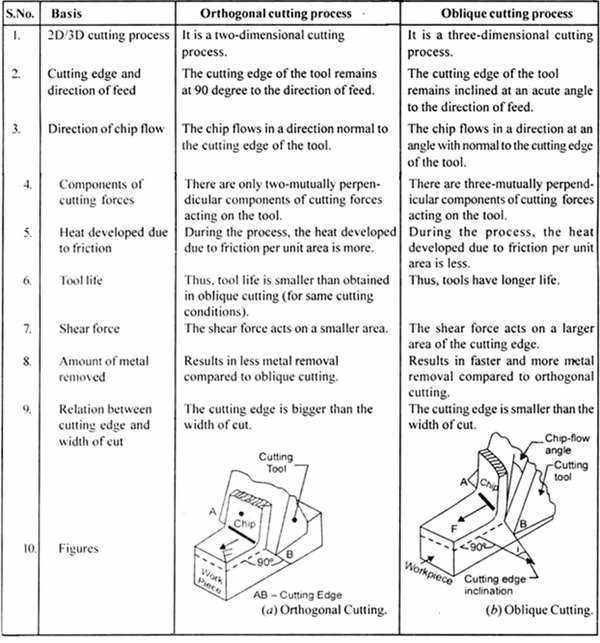 S.No. Basis Orthogonal cutting process Oblique cutting process
1. 2D/3D cutting process It is a two-dimensional cutting It is a three-dimensional cutting
process. process.
2. Cutting edge and The cutting edge of the tool remains The cutting edge of the tool
direction of feed at 90 degree to the direction of feed. remains inclined at an acute angle
to the direction of feed.
3. Direction of chip flow The chip flows in a direction normal to The chip flows in a direction at an
the cutting edge of the tool. angle with normal to the cutting edge
of the tool.
4. Components of There are only two-mutually perpen- There are three-mutually perpend-
cutting forces dicular components of cutting forces icular components of cutting forces
acting on the tool. acting on the tool.
5. Heat developed due During the process, the heat developed During the process, the heat
to friction due to friction per unit area is more. developed due to friction per unit
area is less.
6. Tool life Thus, tool life is smaller than obtained Thus, tools have longer life.
in oblique cutting (for same cutting
conditions).
7. Shear force The shear force acts on a smaller area. The shear force acts on a larger
area of the cutting edge.
8. Amount of metal Results in less metal removal Results in faster and more metal
removed compared to oblique cutting. removal compared to orthogonal
cutting.
9. Relation between The cutting edge is bigger than the The cutting edge is smaller than the
cutting edge and width of cut. width of cut.
width of cut
10. Figures
Cutting
Tool
A
Chip
F
90°
B
Work
Piece
AB – Cutting Edge
(a) Orthogonal Cutting.
Chip-flow
angle
Cutting
tool
A
Chip
F
B
90°
i
Workpiece
Cutting edge
inclination
(b) Oblique Cutting.